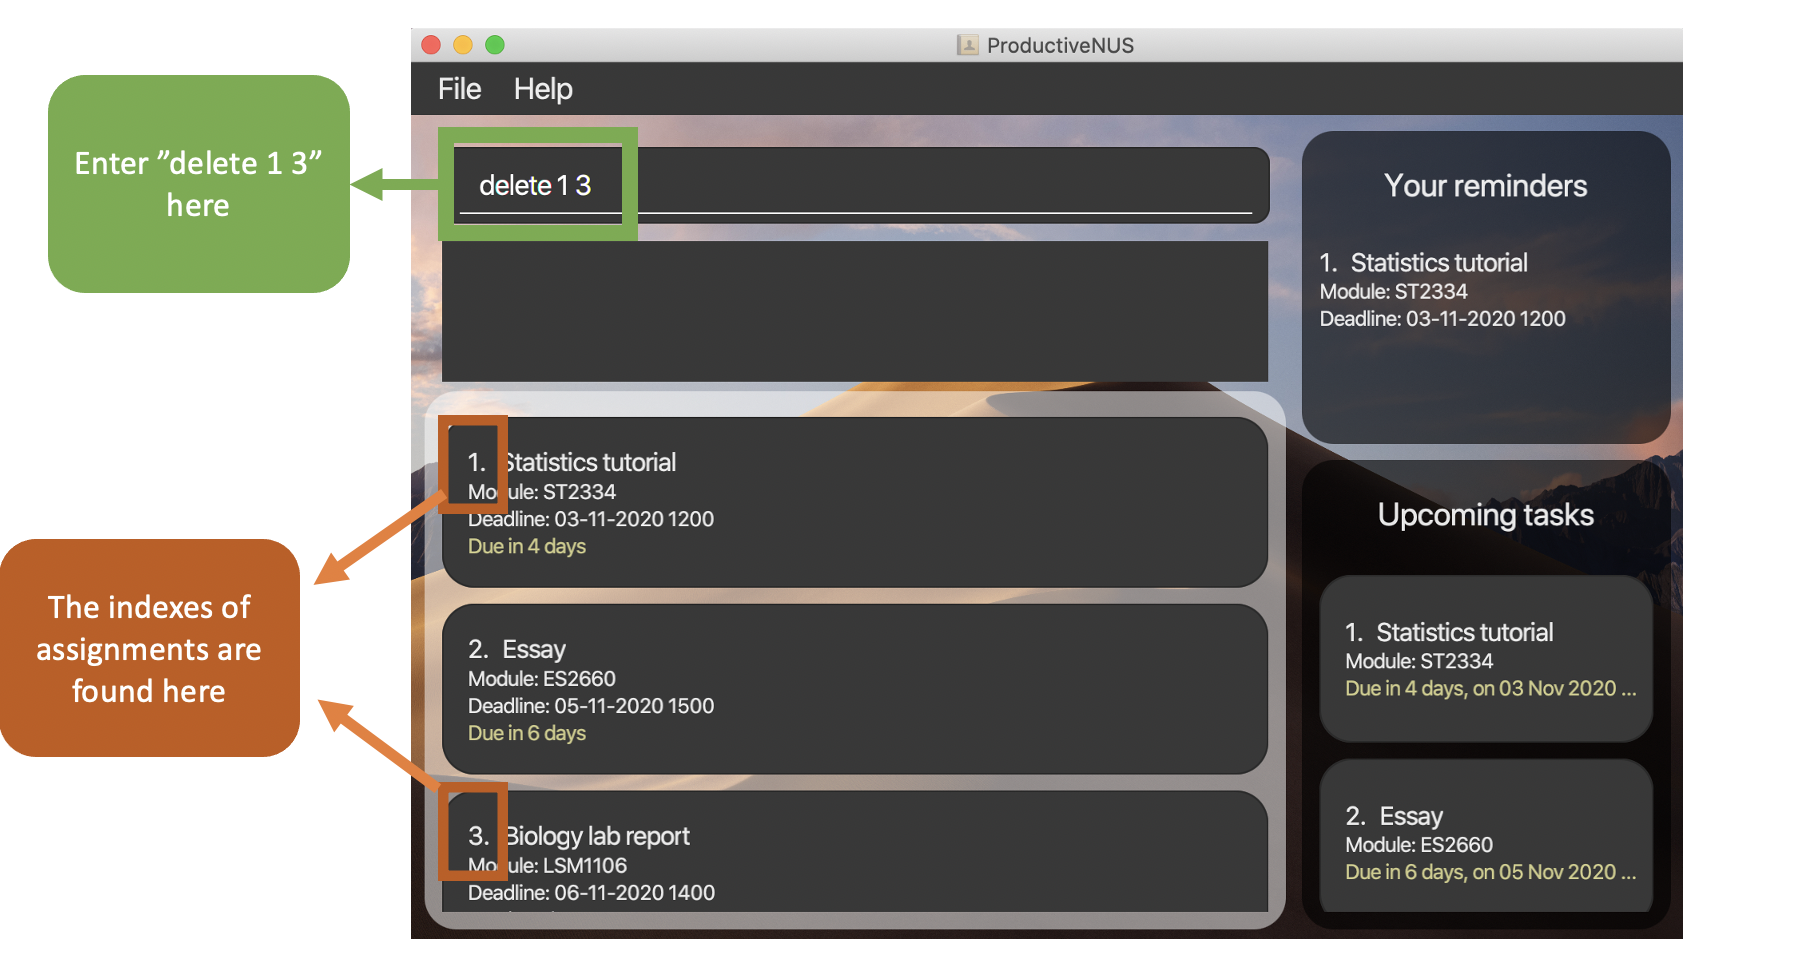 ProductiveNUS
File Help
Enter ”delete 1 3”
here
delete 1 3
Your reminders
1. Statistics tutorial
Module: ST2334
Deadline: 03-11-2020 1200
1. Statistics tutorial
Module: ST2334
Deadline: 03-11-2020 1200
Due in 4 days
The indexes of
assignments are
found here
2. Essay
Module: ES2660
Deadline: 05-11-2020 1500
Due in 6 days
3. Biology lab report
Module: LSM1106
Deadline: 06-11-2020 1400
Upcoming tasks
1. Statistics tutorial
Module: ST2334
Due in 4 days, on 03 Nov 2020 ...
2. Essay
Module: ES2660
Due in 6 days, on 05 Nov 2020 ...